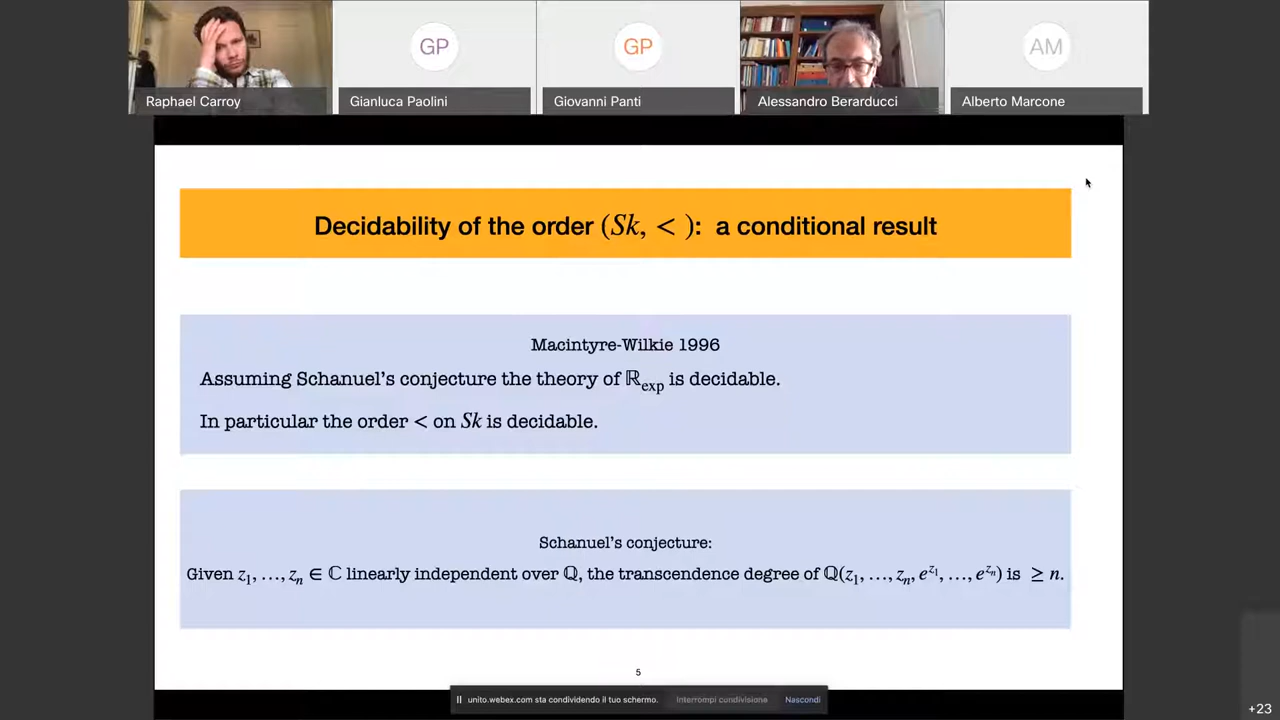 GP
GP
AM
Raphael Carroy
Gianluca Paolini
Giovanni Panti
Alessandro Berarducci
Alberto Marcone
Decidability of the order (Sk, < ): a conditional result
Macintyre-Wilkie 1996
Assuming Schanuel's conjecture the theory of ℝ_exp is decidable.
In particular the order < on Sk is decidable.
Schanuel's conjecture:
Given z₁, …, zₙ ∈ ℂ linearly independent over ℚ, the transcendence degree of ℚ(z₁, …, zₙ, e^{z₁}, …, e^{zₙ}) is ≥ n.
5
unito.webex.com sta condividendo il tuo schermo. Interrompi condivisione Nascondi
+23